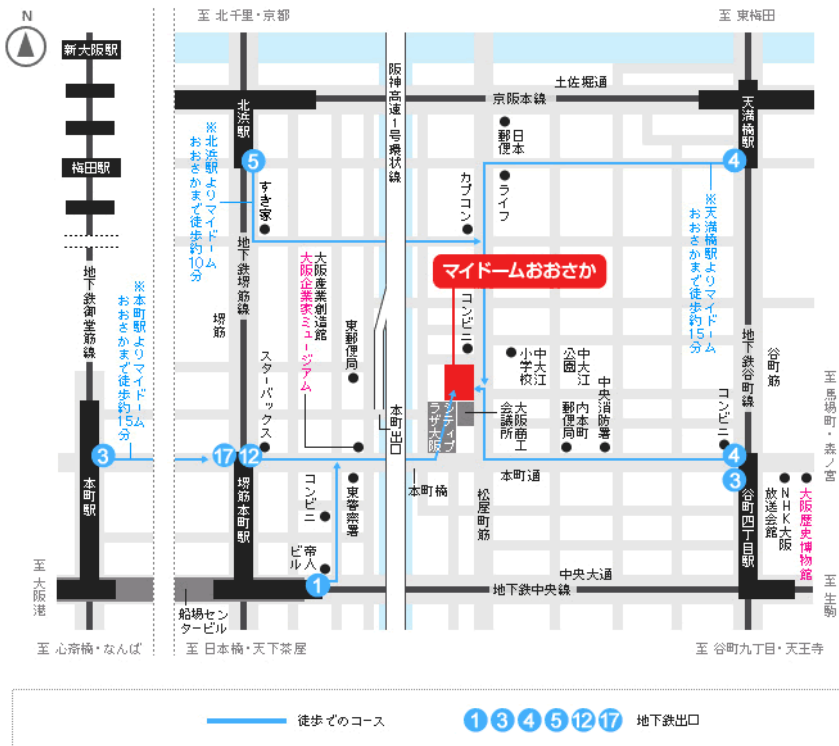 N
至 北千里・京都
至 東梅田
新大阪駅
梅田駅
地下鉄御堂筋線
※本町駅よりマイドーム
おおさかまで徒歩約15分
3
本町駅
至 大阪港
至 心斎橋・なんば
北浜駅
5
※北浜駅よりマイドーム
おおさかまで徒歩約10分
すき家
地下鉄堺筋線
堺筋
大阪産業創造館
大阪企業家ミュージアム
東郵便局
スターバックス
17
12
堺筋本町駅
コンビニ
東警察署
帝人
ビル
1
船場セン
タービル
至 日本橋・天下茶屋
阪神高速1号環状線
本町出口
本町橋
土佐堀通
京阪本線
日本
郵便
ライフ
カプコン
マイドームおおさか
コンビニ
中大江
小学校
中大江
公園
シティプ
ラザ大阪
大阪商工
会議所
内本町
郵便局
中央消防署
本町通
松屋町筋
中央大通
地下鉄中央線
天満橋駅
4
※天満橋駅よりマイドーム
おおさかまで徒歩約15分
地下鉄谷町線
谷町筋
コンビニ
4
3
谷町四丁目駅
NHK大阪
放送会館
大阪歴史博物館
至 馬場町・森ノ宮
至 生駒
至 谷町九丁目・天王寺
徒歩でのコース
1 3 4 5 12 17 地下鉄出口